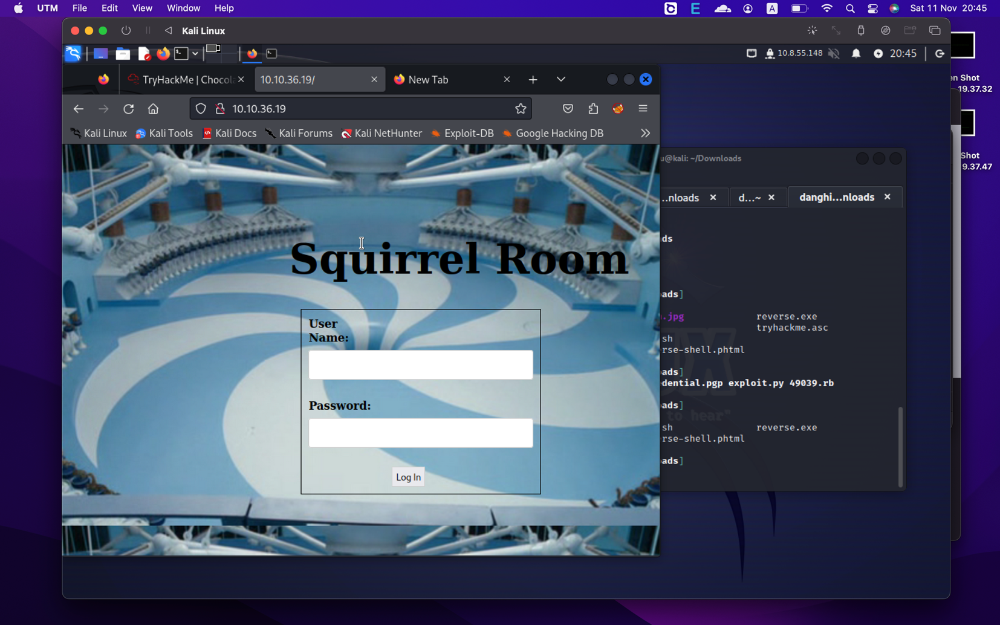 UTM File Edit View Window Help
A
Sat 11 Nov 20:45
Kali Linux
10.8.55.148
20:45
TryHackMe | Chocol
10.10.36.19/
New Tab
10.10.36.19
Kali Linux
Kali Tools
Kali Docs
Kali Forums
Kali NetHunter
Exploit-DB
Google Hacking DB
Squirrel Room
User
Name:
Password:
Log In
u@kali: ~/Downloads
...nloads
d...~
danghi...nloads
ads
ads]
.jpg reverse.exe
tryhackme.asc
sh
rse-shell.phtml
ads]
dential.pgp exploit.py 49039.rb
ads]
to hear"
sh reverse.exe
rse-shell.phtml
ads]
en Shot
19.37.32
Shot
9.37.47